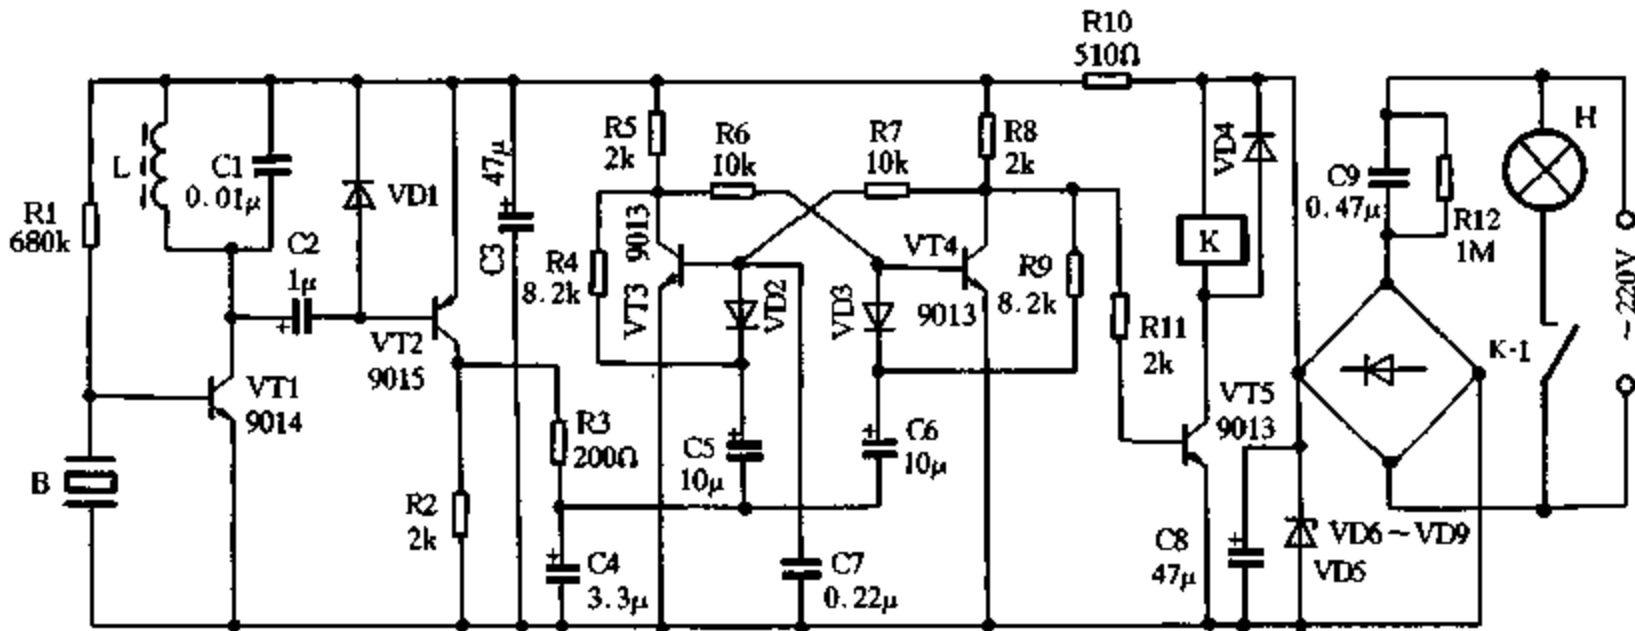 R10
510Ω
R5
2k
R6
10k
R7
10k
R8
2k
VD4
H
L
C1
0.01μ
VD1
47μ
C3
R1
680k
C2
1μ
VT2
9015
VT1
9014
B
R2
2k
R3
200Ω
C4
3.3μ
R4
8.2k
9013
VT3
VD2
VD3
VT4
9013
R9
8.2k
C5
10μ
C6
10μ
C7
0.22μ
K
R11
2k
VT5
9013
C8
47μ
VD6~VD9
VD5
C9
0.47μ
R12
1M
K-1
~220V